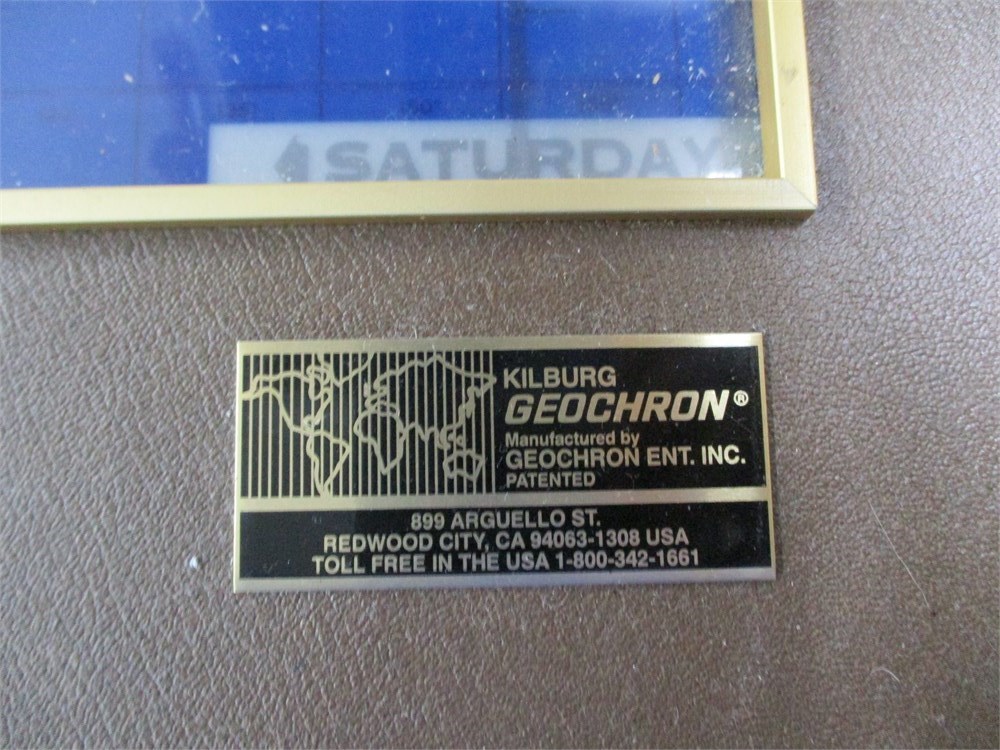 SATURDAY
KILBURG
GEOCHRON®
Manufactured by
GEOCHRON ENT. INC.
PATENTED
899 ARGUELLO ST.
REDWOOD CITY, CA 94063-1308 USA
TOLL FREE IN THE USA 1-800-342-1661